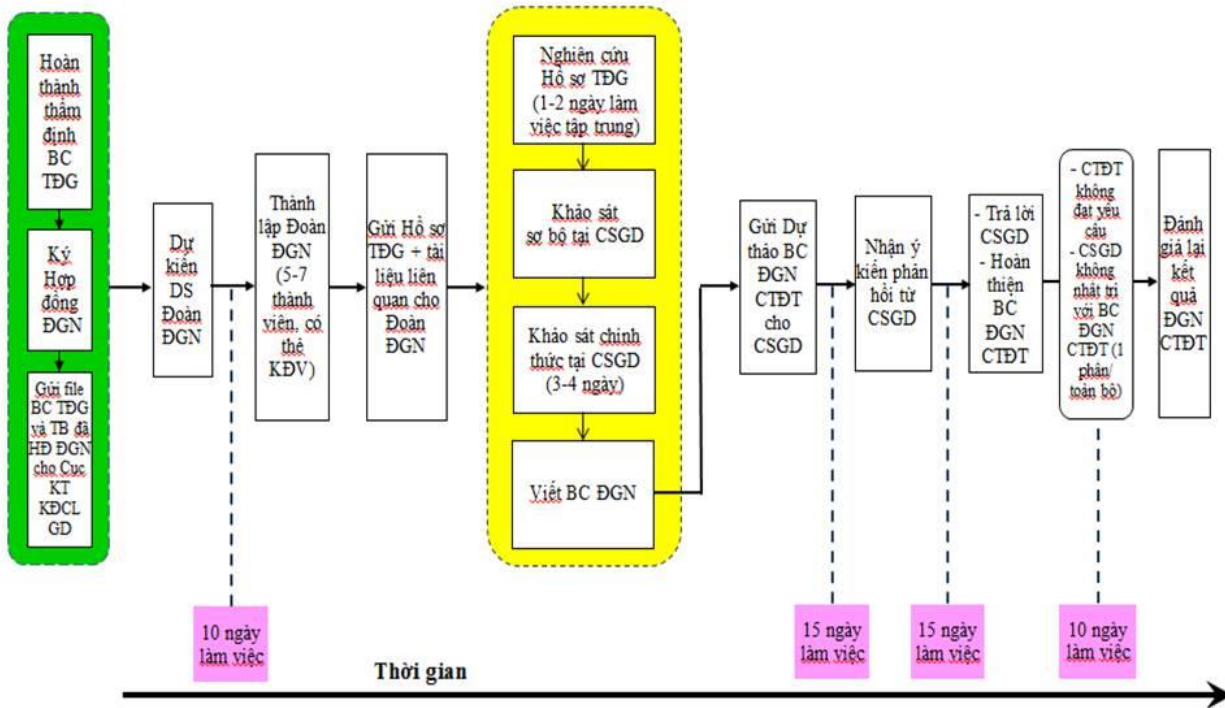 Hoàn
thành
thẩm
định
BC
TĐG
Ký
Hợp
đồng
ĐGN
Gửi file
BC TĐG
và TB đã
HĐ ĐGN
cho Cục
KT
KĐCL
GD
Dự
kiến
DS
Đoàn
ĐGN
Thành
lập Đoàn
ĐGN
(5-7
thành
viên, có
thẻ
KĐV)
Gửi Hồ sơ
TĐG + tài
liệu liên
quan cho
Đoàn
ĐGN
Nghiên cứu
Hồ sơ TĐG
(1-2 ngày làm
việc tập trung)
Khảo sát
sơ bộ tại CSGD
Khảo sát chính
thức tại CSGD
(3-4 ngày)
Viết BC ĐGN
Gửi Dự
thảo BC
ĐGN
CTĐT
cho
CSGD
Nhận ý
kiến phản
hồi từ
CSGD
- Trả lời
CSGD
- Hoàn
thiện
BC
ĐGN
CTĐT
- CTĐT
không
đạt yêu
cầu
- CSGD
không
nhất trí
với BC
ĐGN
CTĐT (1
phần/
toàn bộ)
Đánh
giá lại
kết
quả
ĐGN
CTĐT
10 ngày
làm việc
15 ngày
làm việc
15 ngày
làm việc
10 ngày
làm việc
Thời gian